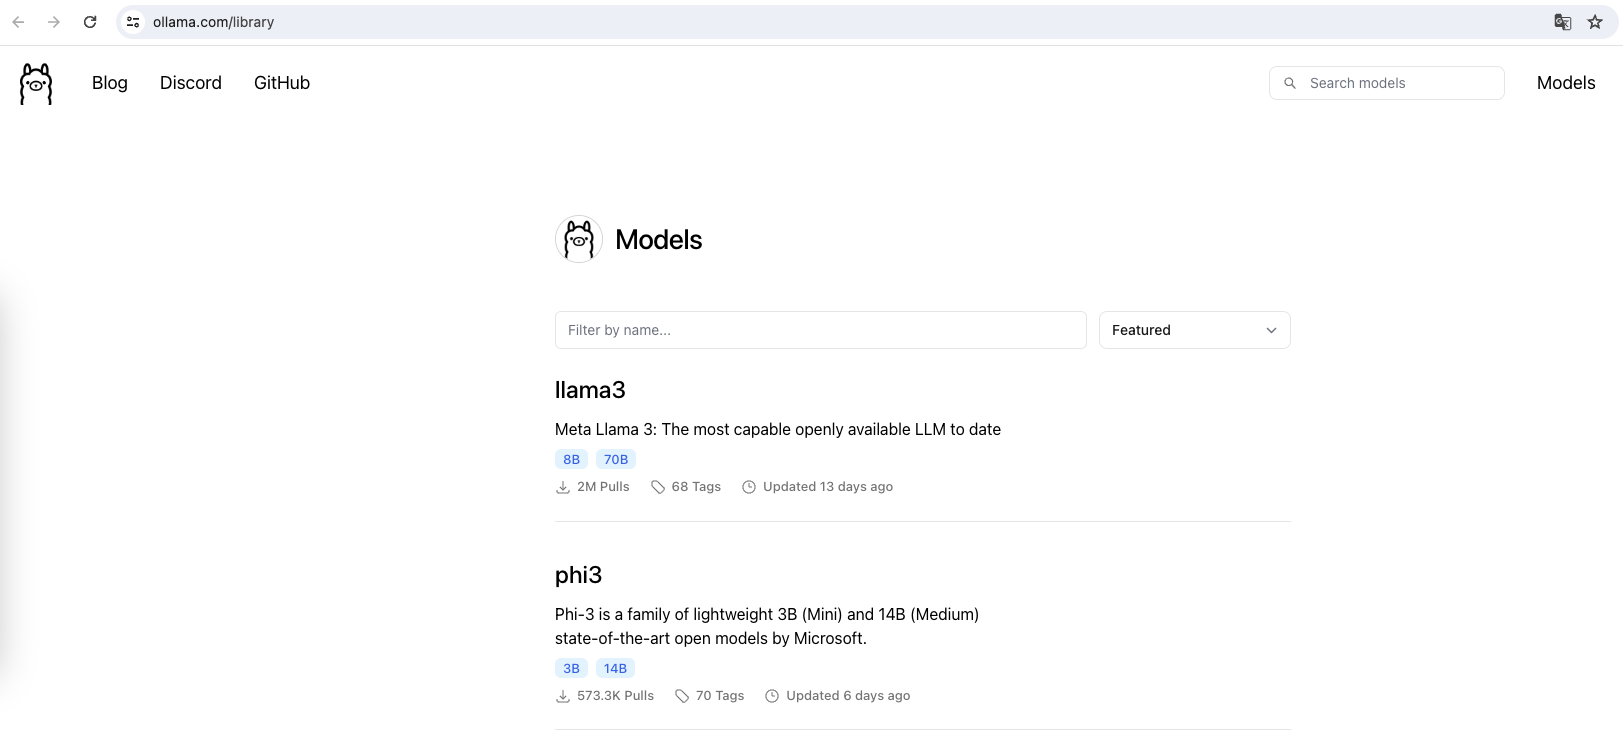 ollama.com/library
Blog Discord GitHub Search models Models
Models
Filter by name... Featured
llama3
Meta Llama 3: The most capable openly available LLM to date
8B 70B
2M Pulls 68 Tags Updated 13 days ago
phi3
Phi-3 is a family of lightweight 3B (Mini) and 14B (Medium)
state-of-the-art open models by Microsoft.
3B 14B
573.3K Pulls 70 Tags Updated 6 days ago